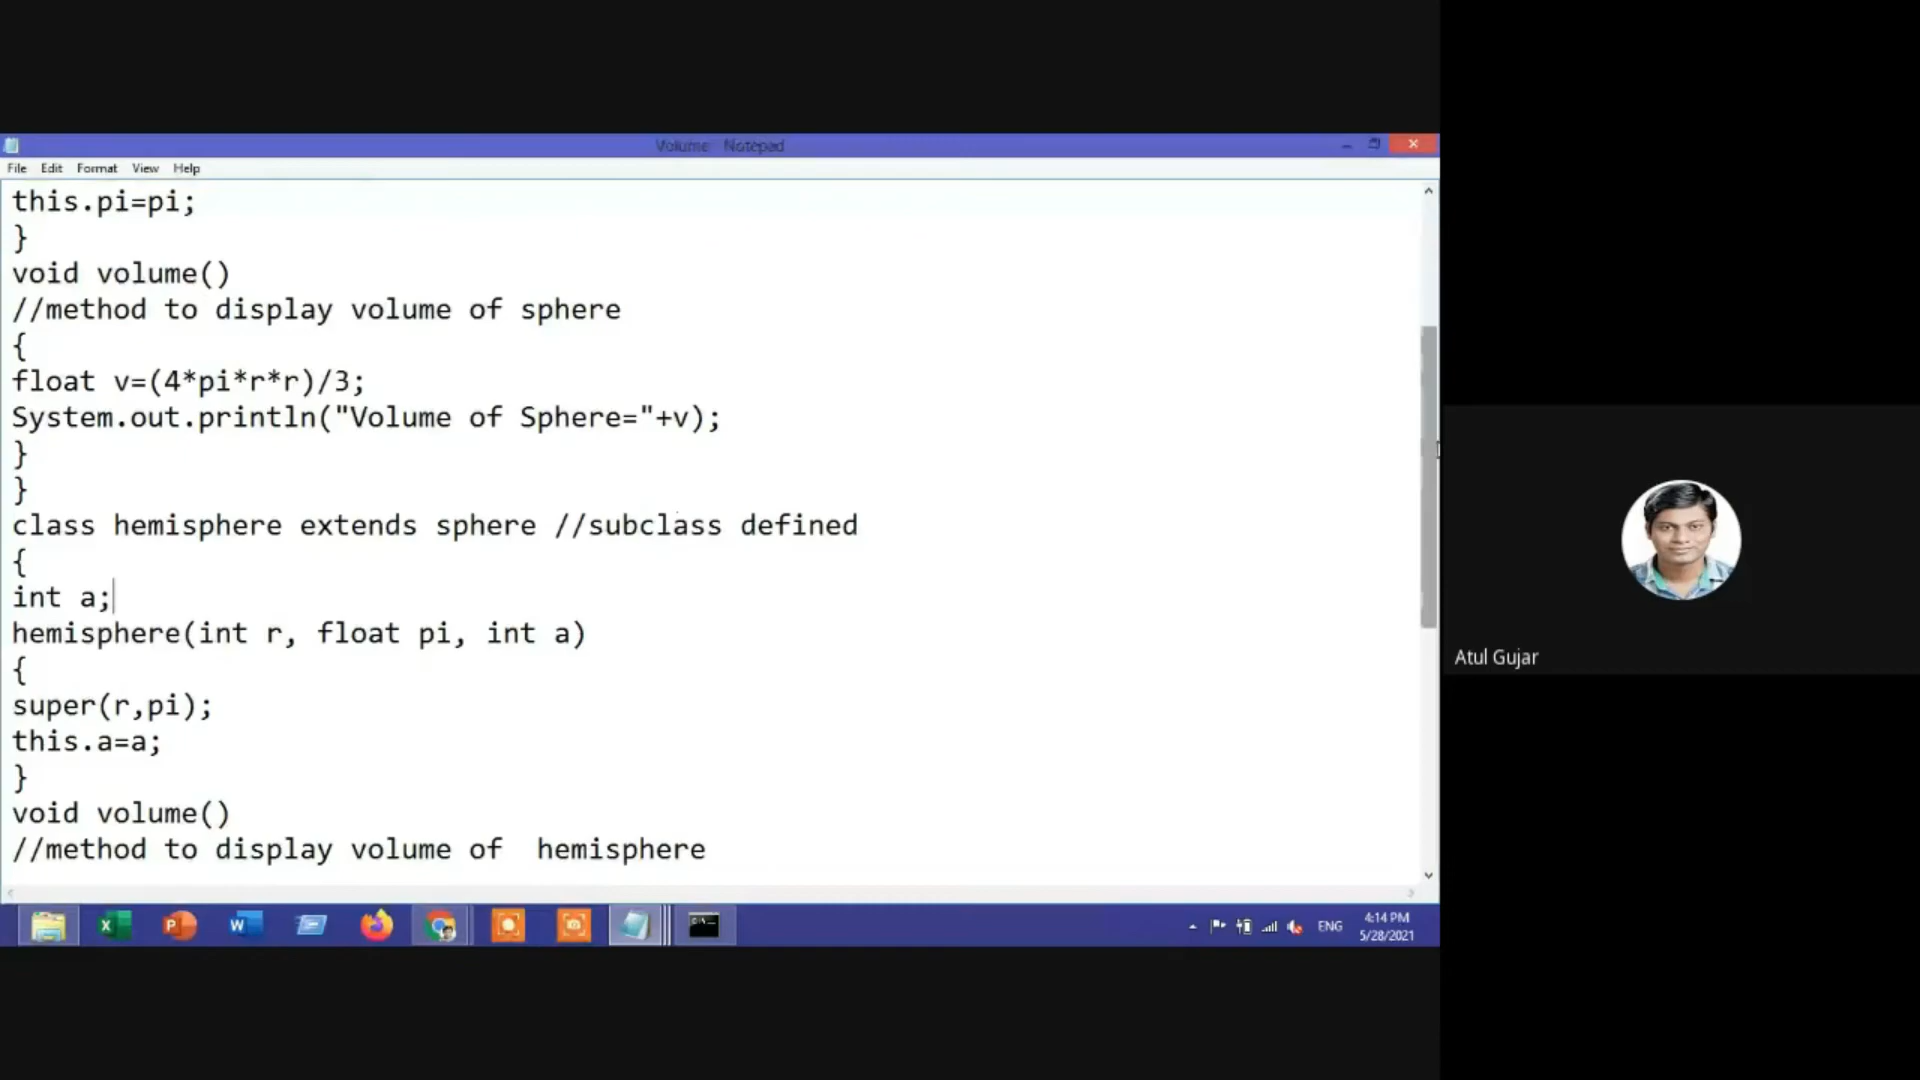 Volume - Notepad
File Edit Format View Help
this.pi=pi;
}
void volume()
//method to display volume of sphere
{
float v=(4*pi*r*r)/3;
System.out.println("Volume of Sphere="+v);
}
}
class hemisphere extends sphere //subclass defined
{
int a;
hemisphere(int r, float pi, int a)
{
super(r,pi);
this.a=a;
}
void volume()
//method to display volume of  hemisphere
Atul Gujar
ENG
4:14 PM
5/28/2021